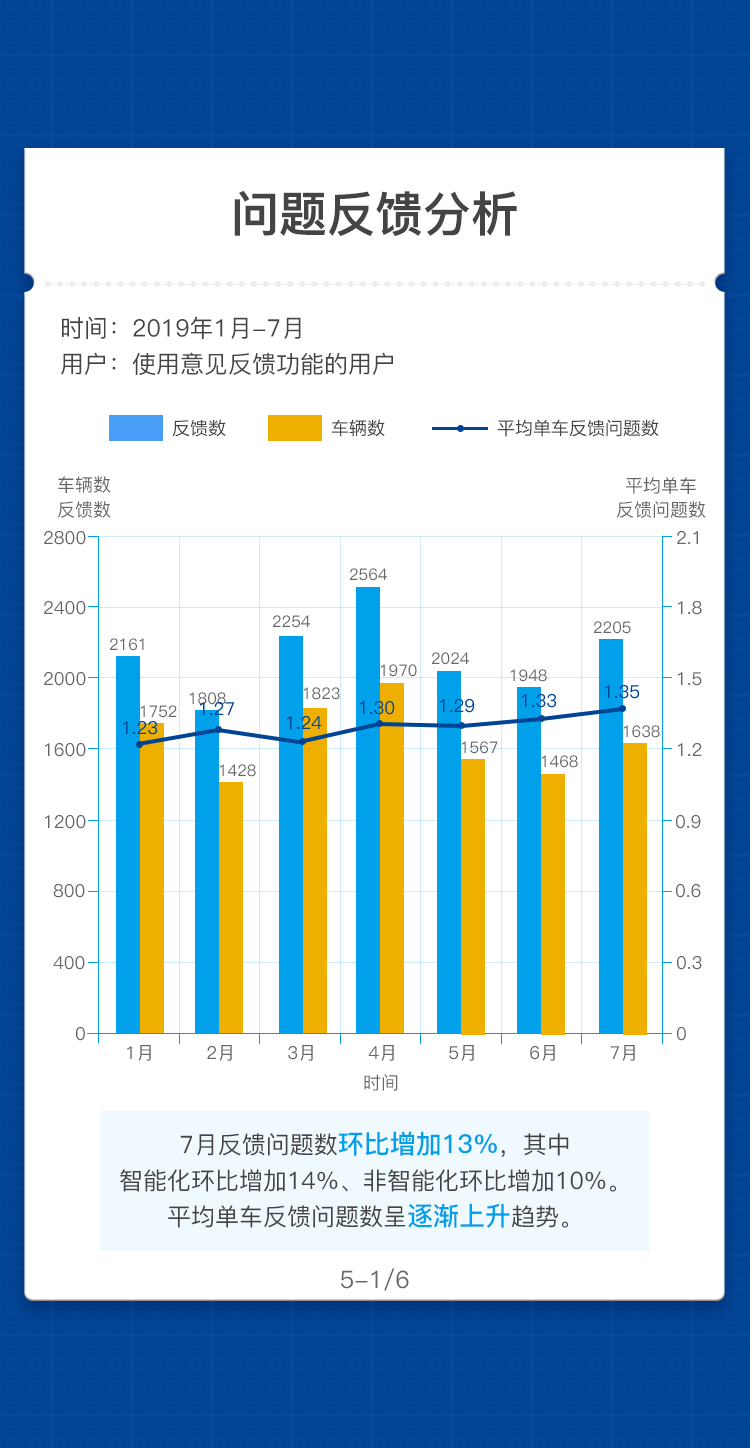 问题反馈分析
时间：2019年1月-7月
用户：使用意见反馈功能的用户
反馈数 车辆数 平均单车反馈问题数
车辆数 平均单车
反馈数 反馈问题数
2800 2.1
2564
2400 2254 1.8
2161 2205
2024
2000 1970 1.5
1948
1808 1823
1752 1.27 1.30 1.29 1.33 1.35
1.23 1.24 1638
1600 1567 1.2
1428 1468
1200 0.9
800 0.6
400 0.3
0 0
1月 2月 3月 4月 5月 6月 7月
时间
7月反馈问题数环比增加13%，其中
智能化环比增加14%、非智能化环比增加10%。
平均单车反馈问题数呈逐渐上升趋势。
5-1/6